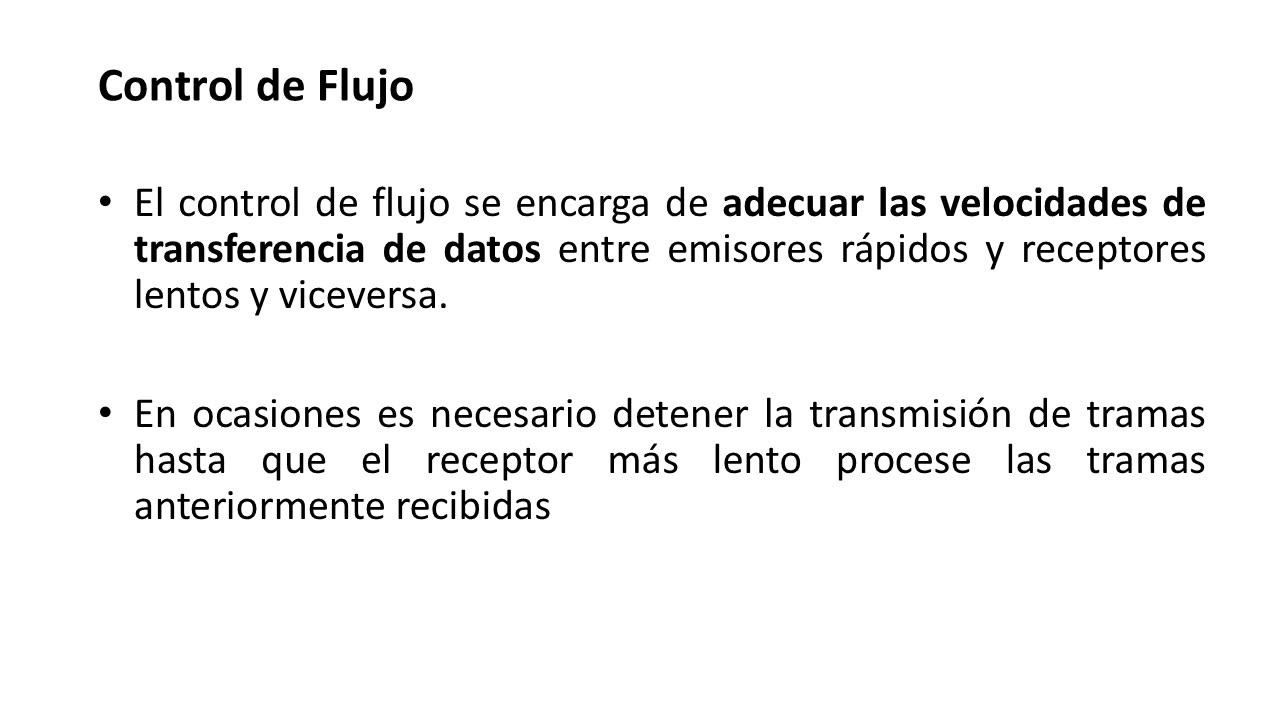 Control de Flujo
• El control de flujo se encarga de adecuar las velocidades de
transferencia de datos entre emisores rápidos y receptores
lentos y viceversa.
• En ocasiones es necesario detener la transmisión de tramas
hasta que el receptor más lento procese las tramas
anteriormente recibidas